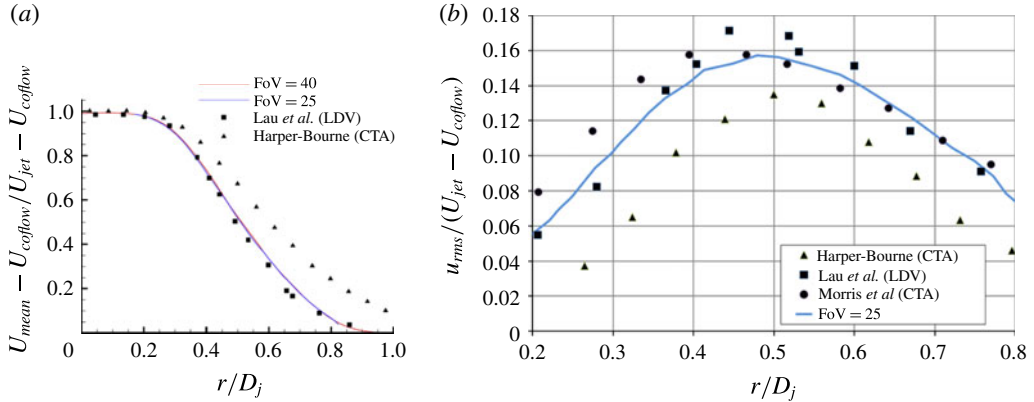 (a)
FoV = 40
FoV = 25
Lau et al. (LDV)
Harper-Bourne (CTA)
U_mean − U_coflow/U_jet − U_coflow
1.0
0.8
0.6
0.4
0.2
0
0.2
0.4
0.6
0.8
1.0
r/D_j
(b)
u_rms/(U_jet − U_coflow)
0.18
0.16
0.14
0.12
0.10
0.08
0.06
0.04
0.02
0
Harper-Bourne (CTA)
Lau et al. (LDV)
Morris et al (CTA)
FoV = 25
0.2
0.3
0.4
0.5
0.6
0.7
0.8
r/D_j